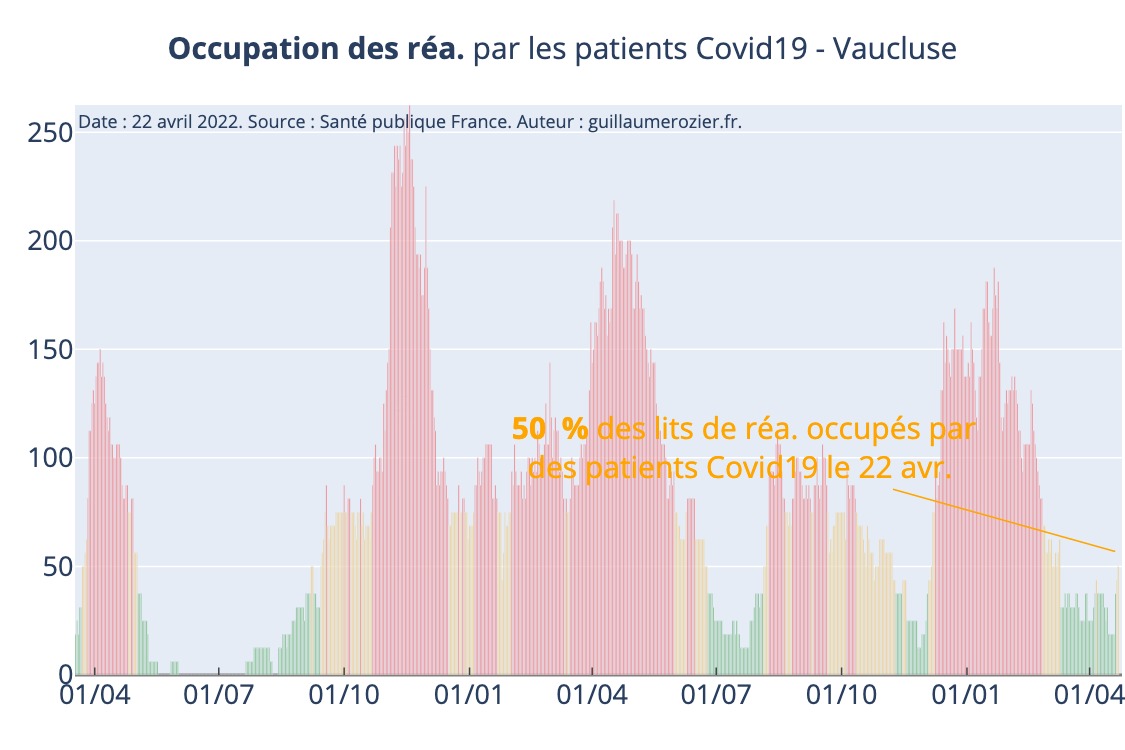 Occupation des réa. par les patients Covid19 - Vaucluse
Date : 22 avril 2022. Source : Santé publique France. Auteur : guillaumerozier.fr.
250
200
150
100
50
0
50 % des lits de réa. occupés par
des patients Covid19 le 22 avr.
01/04 01/07 01/10 01/01 01/04 01/07 01/10 01/01 01/04